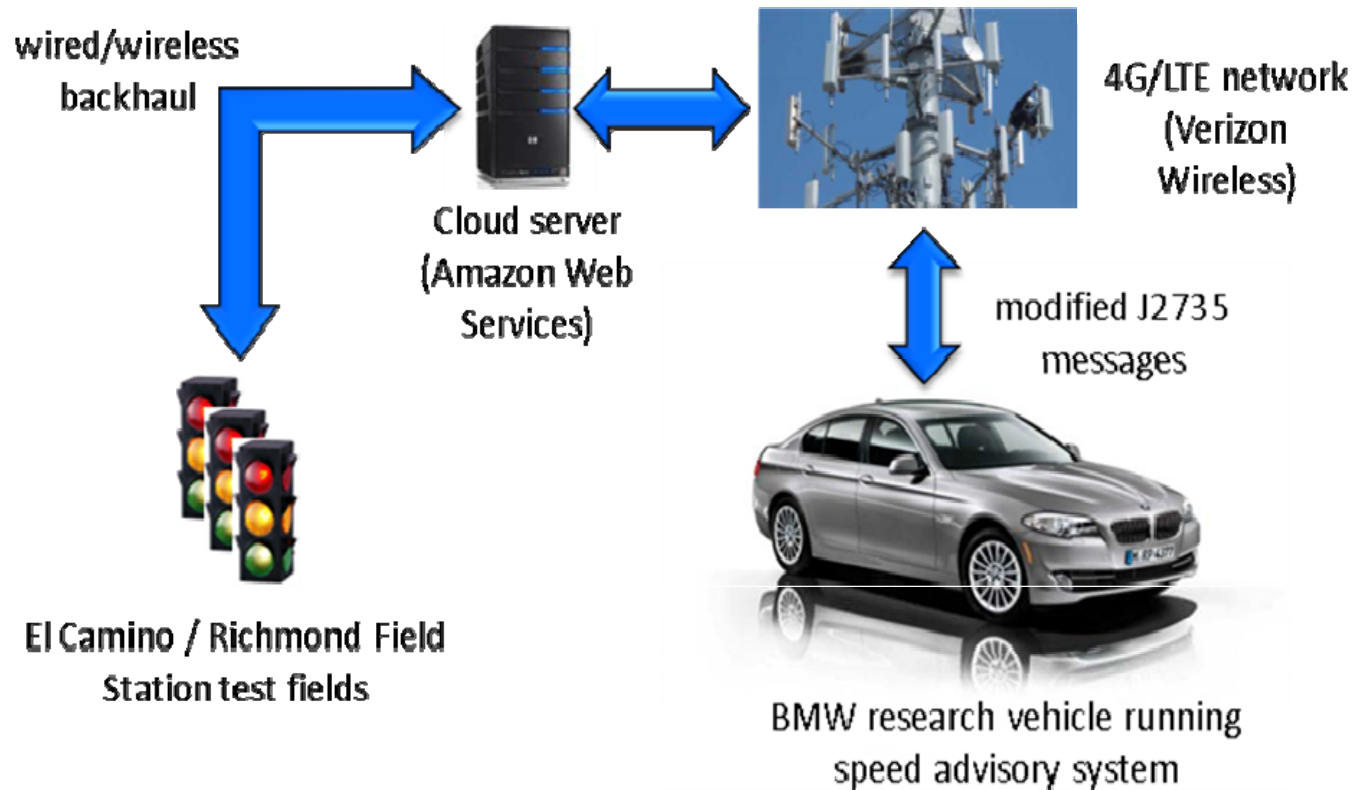 wired/wireless
backhaul
4G/LTE network
(Verizon
Wireless)
Cloud server
(Amazon Web
Services)
modified J2735
messages
El Camino / Richmond Field
Station test fields
BMW research vehicle running
speed advisory system